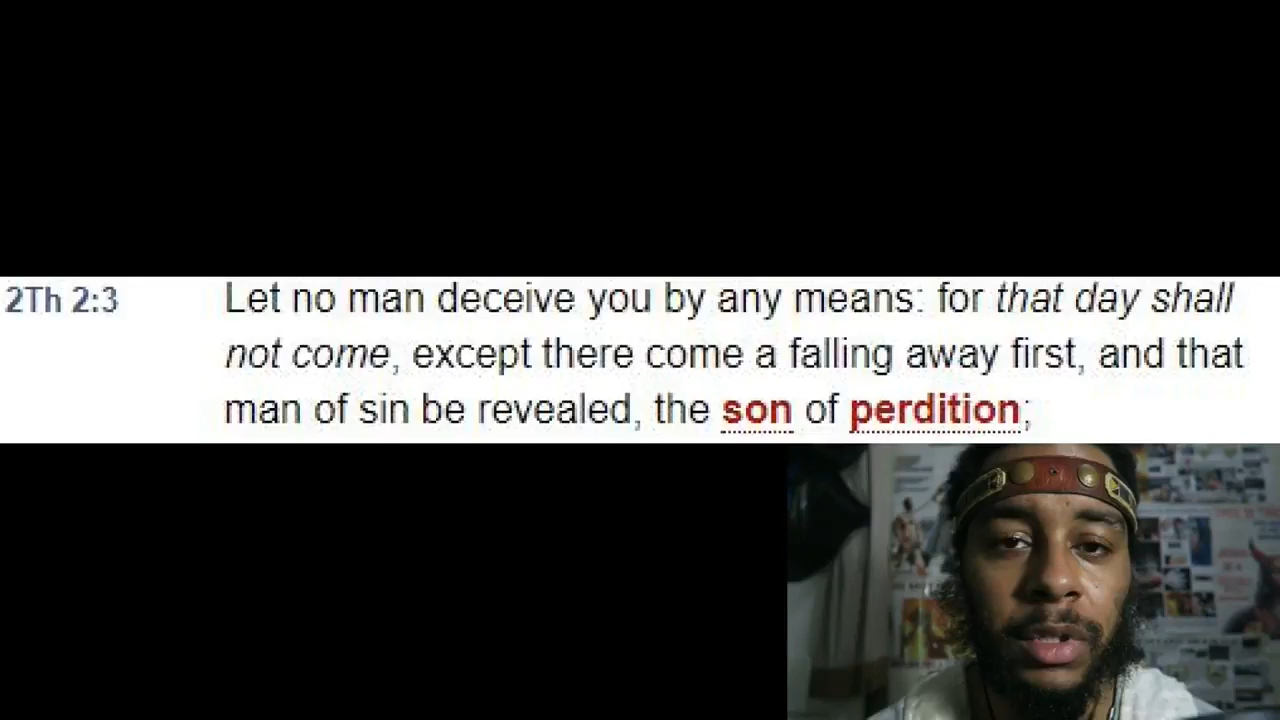 2Th 2:3 Let no man deceive you by any means: for that day shall
not come, except there come a falling away first, and that
man of sin be revealed, the son of perdition;